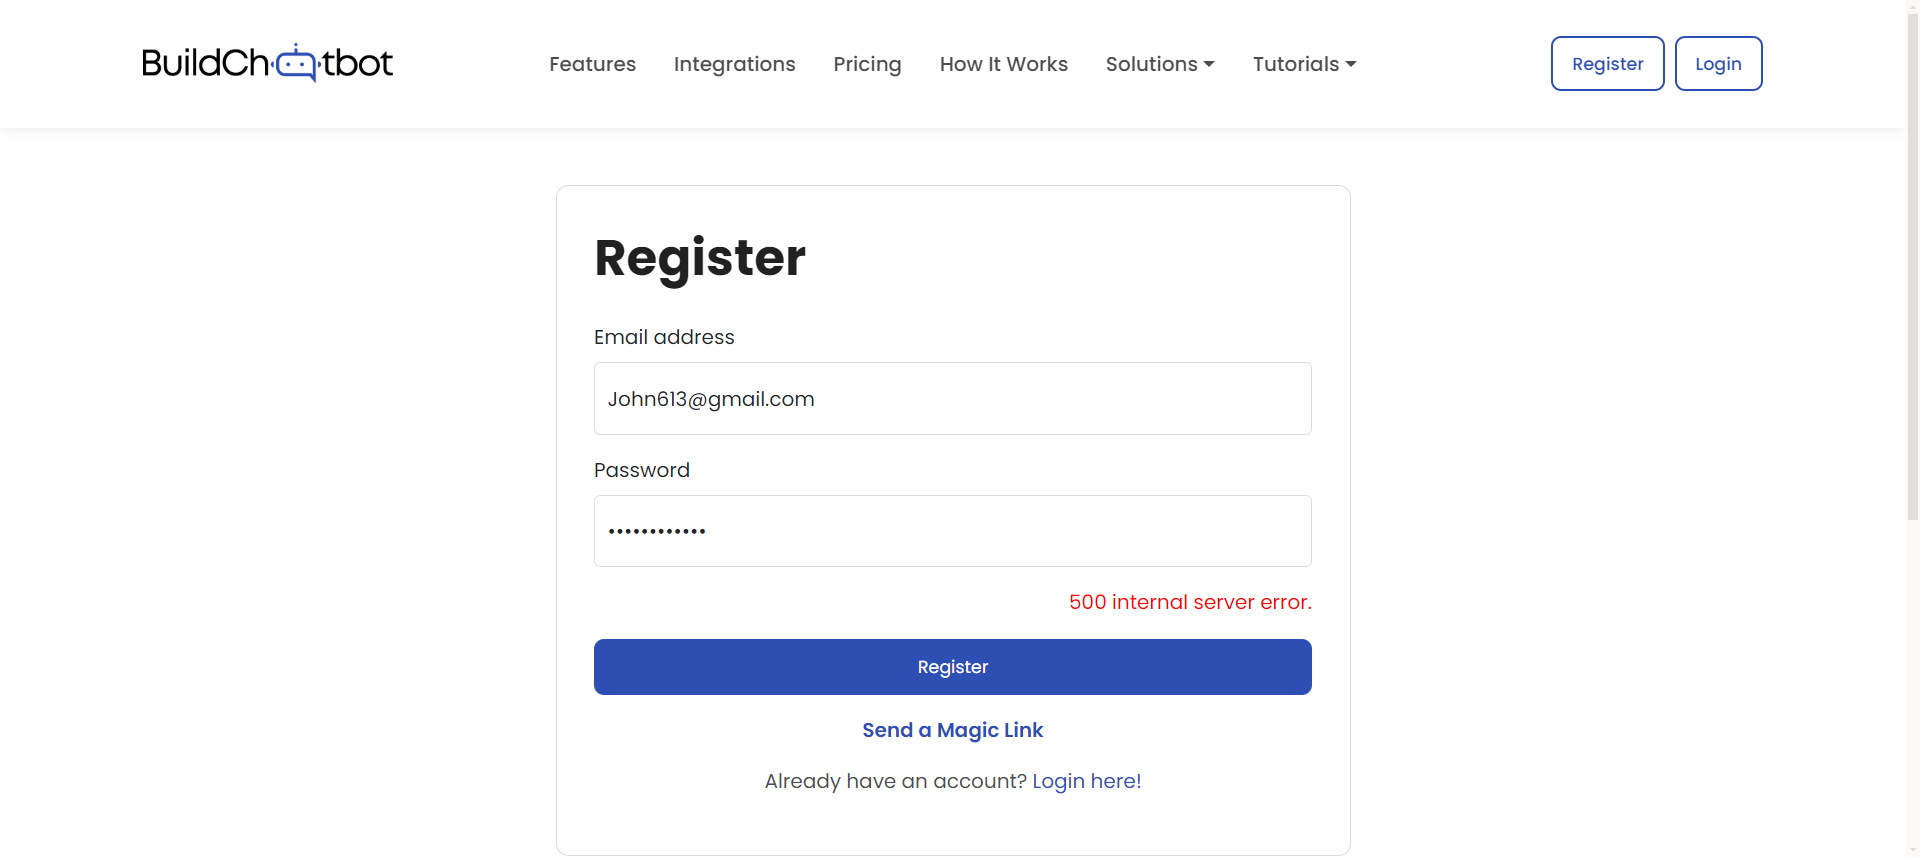 BuildChatbot
Features Integrations Pricing How It Works Solutions Tutorials
Register Login
Register
Email address
John613@gmail.com
Password
••••••••••••
500 internal server error.
Register
Send a Magic Link
Already have an account? Login here!